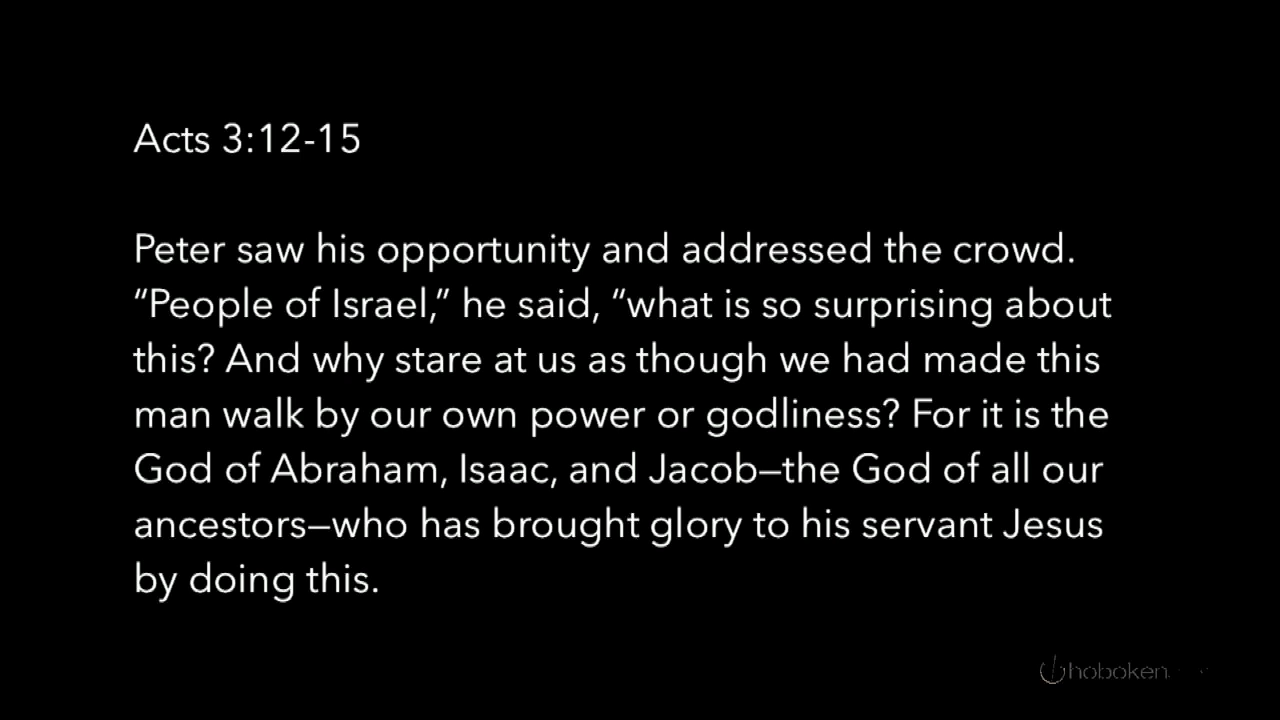 Acts 3:12-15
Peter saw his opportunity and addressed the crowd.
“People of Israel,” he said, “what is so surprising about
this? And why stare at us as though we had made this
man walk by our own power or godliness? For it is the
God of Abraham, Isaac, and Jacob—the God of all our
ancestors—who has brought glory to his servant Jesus
by doing this.
hoboken